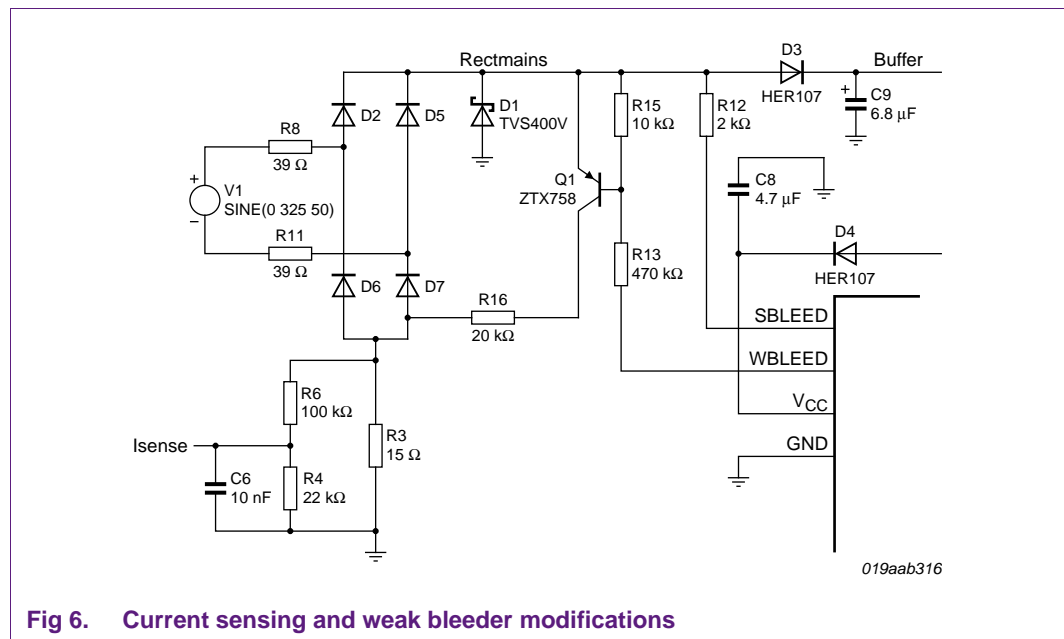 Rectmains
D3
Buffer
HER107
+
C9
6.8 μF
D2
D5
D1
TVS400V
R15
10 kΩ
R12
2 kΩ
R8
39 Ω
+
V1
−
SINE(0 325 50)
Q1
ZTX758
C8
4.7 μF
R11
39 Ω
D4
HER107
R13
470 kΩ
D6
D7
R16
20 kΩ
SBLEED
WBLEED
VCC
GND
R6
100 kΩ
Isense
R3
15 Ω
C6
10 nF
R4
22 kΩ
019aab316
Fig 6. Current sensing and weak bleeder modifications